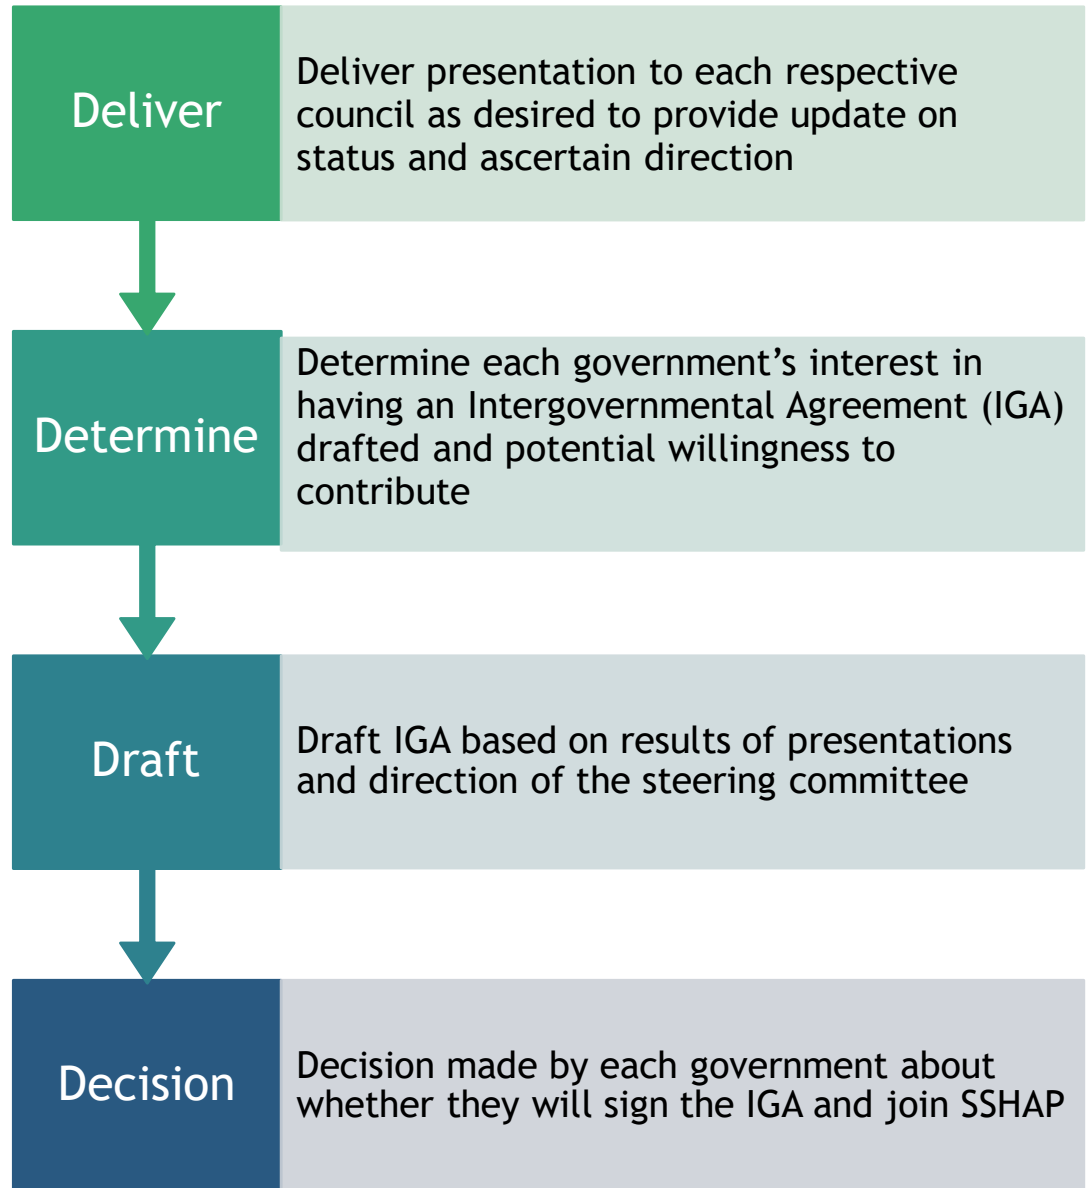 Deliver
Deliver presentation to each respective
council as desired to provide update on
status and ascertain direction
Determine
Determine each government’s interest in
having an Intergovernmental Agreement (IGA)
drafted and potential willingness to
contribute
Draft
Draft IGA based on results of presentations
and direction of the steering committee
Decision
Decision made by each government about
whether they will sign the IGA and join SSHAP